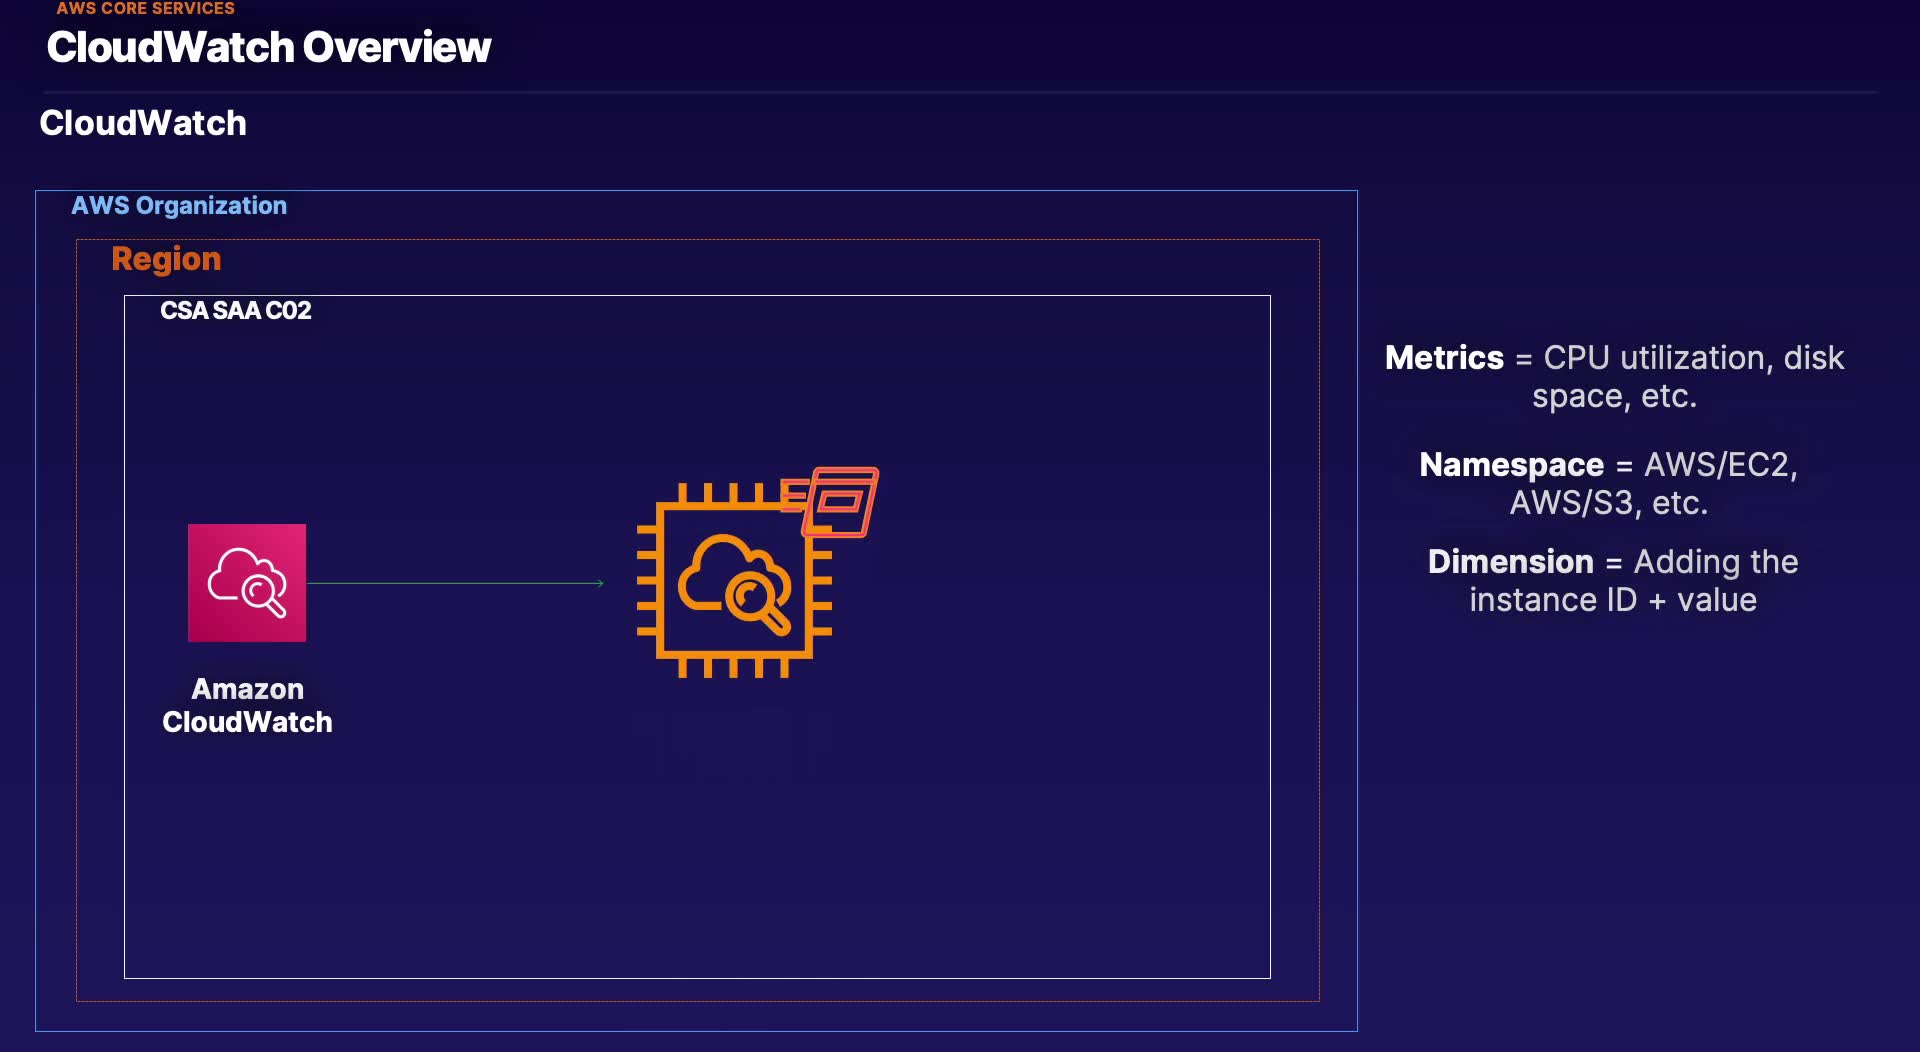 AWS CORE SERVICES
CloudWatch Overview
CloudWatch
AWS Organization
Region
CSA SAA C02
Amazon
CloudWatch
Metrics = CPU utilization, disk
space, etc.
Namespace = AWS/EC2,
AWS/S3, etc.
Dimension = Adding the
instance ID + value